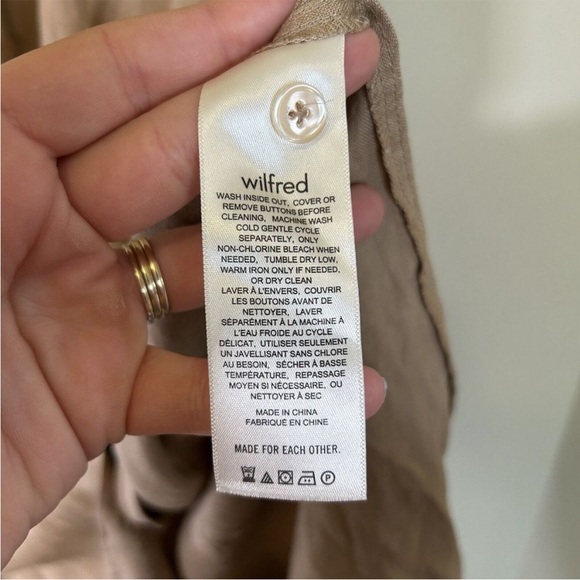 wilfred
WASH INSIDE OUT, COVER OR
REMOVE BUTTONS BEFORE
CLEANING, MACHINE WASH
COLD GENTLE CYCLE
SEPARATELY, ONLY
NON-CHLORINE BLEACH WHEN
NEEDED, TUMBLE DRY LOW,
WARM IRON ONLY IF NEEDED,
OR DRY CLEAN
LAVER À L'ENVERS, COUVRIR
LES BOUTONS AVANT DE
NETTOYER, LAVER
SÉPARÉMENT À LA MACHINE À
L'EAU FROIDE AU CYCLE
DÉLICAT, UTILISER SEULEMENT
UN JAVELLISANT SANS CHLORE
AU BESOIN, SÉCHER À BASSE
TEMPÉRATURE, REPASSAGE
MOYEN SI NÉCESSAIRE, OU
NETTOYER À SEC
MADE IN CHINA
FABRIQUÉ EN CHINE
MADE FOR EACH OTHER.
P